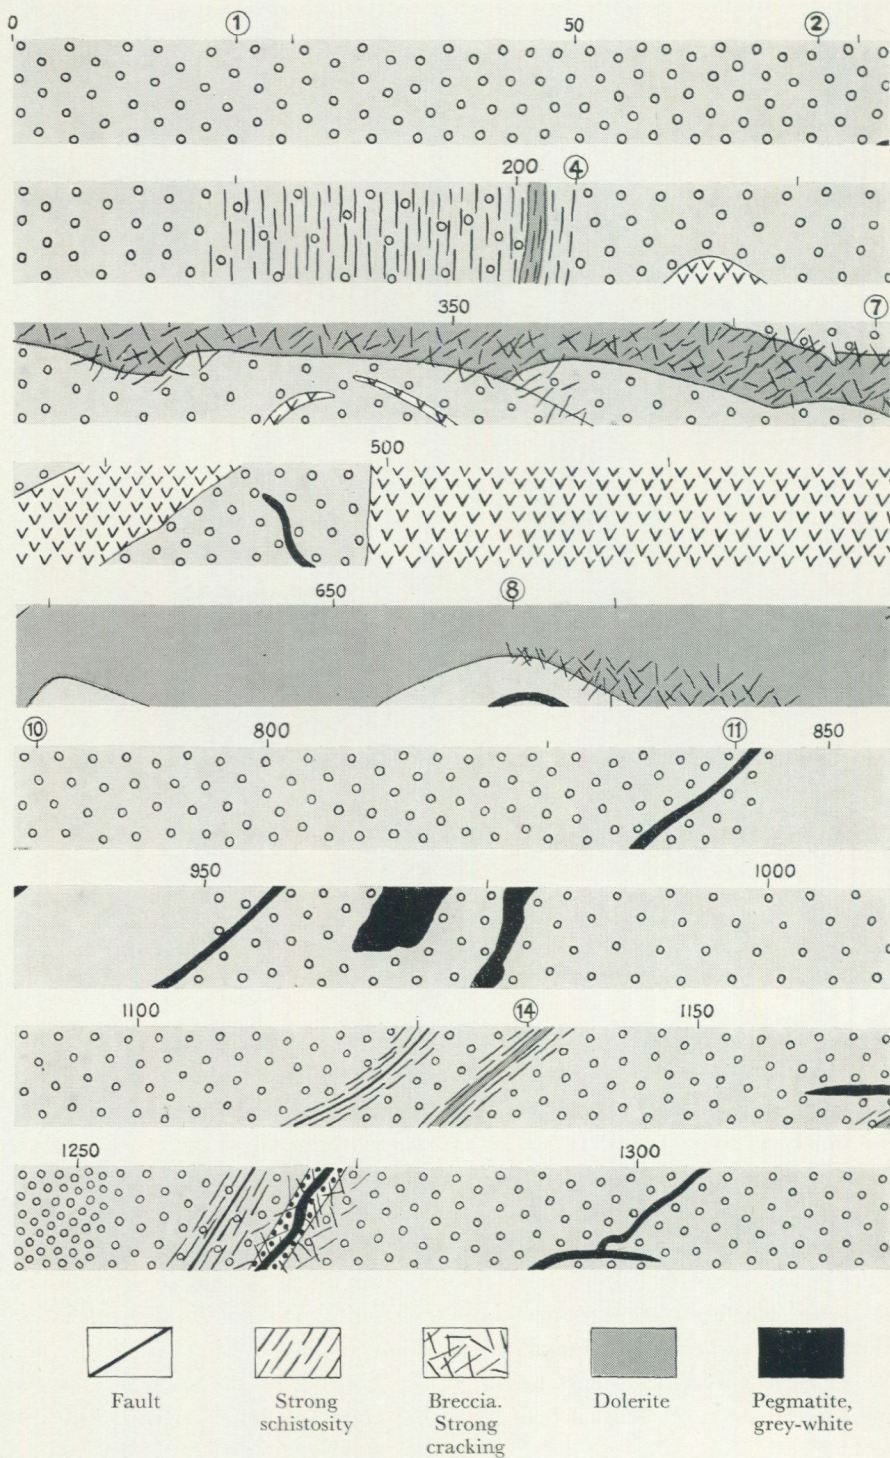 0 ① 50 ②
200 ④
350 ⑦
500
650 ⑧
⑩ 800 ⑪ 850
950 1000
1100 ⑭ 1150
1250 1300
Fault
Strong
schistosity
Breccia.
Strong
cracking
Dolerite
Pegmatite,
grey-white